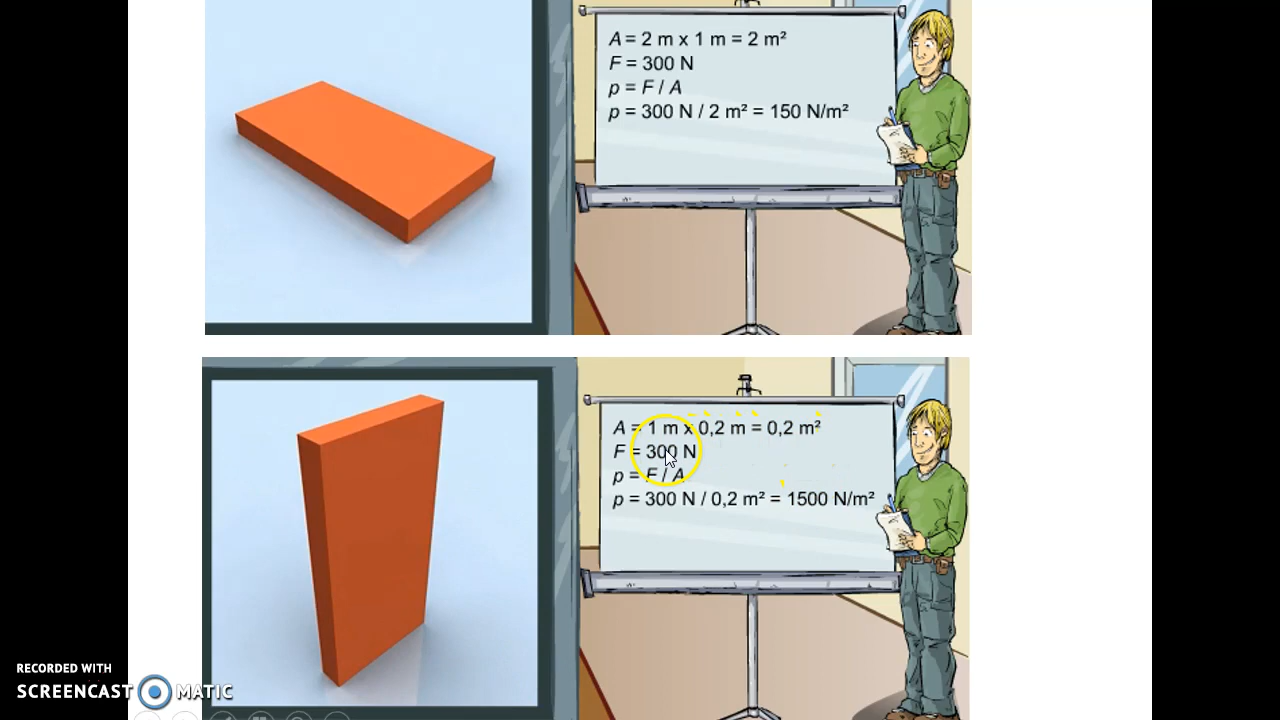 A = 2 m x 1 m = 2 m²
F = 300 N
p = F / A
p = 300 N / 2 m² = 150 N/m²
A = 1 m x 0,2 m = 0,2 m²
F = 300 N
p = F / A
p = 300 N / 0,2 m² = 1500 N/m²
RECORDED WITH
SCREENCAST MATIC